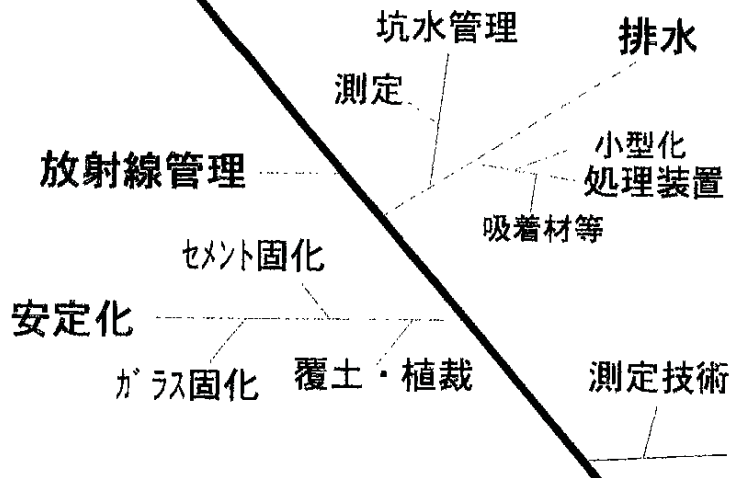 坑水管理
排水
測定
小型化
放射線管理
処理装置
吸着材等
セメント固化
安定化
ガラス固化
覆土・植裁
測定技術